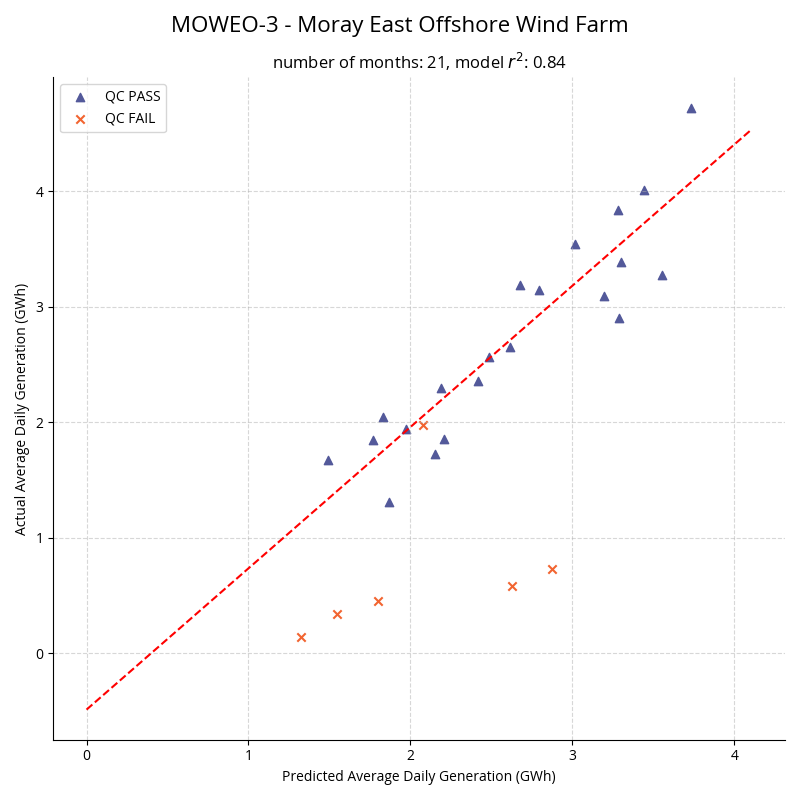 MOWEO-3 - Moray East Offshore Wind Farm
number of months: 21, model r²: 0.84
QC PASS
QC FAIL
Actual Average Daily Generation (GWh)
4
3
2
1
0
0 1 2 3 4
Predicted Average Daily Generation (GWh)